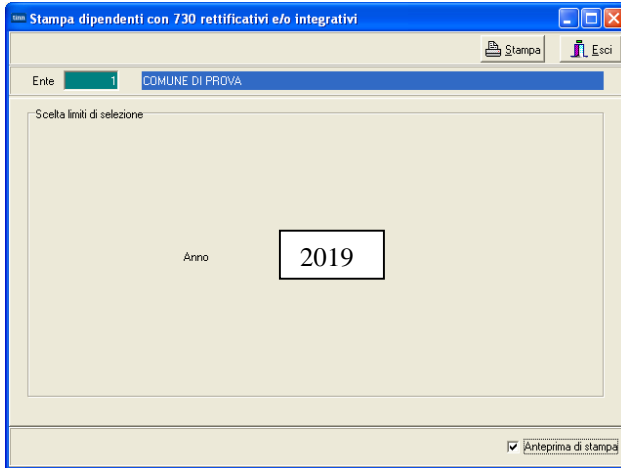 tinn Stampa dipendenti con 730 rettificativi e/o integrativi
Stampa Esci
Ente 1 COMUNE DI PROVA
Scelta limiti di selezione
Anno 2019
Anteprima di stampa